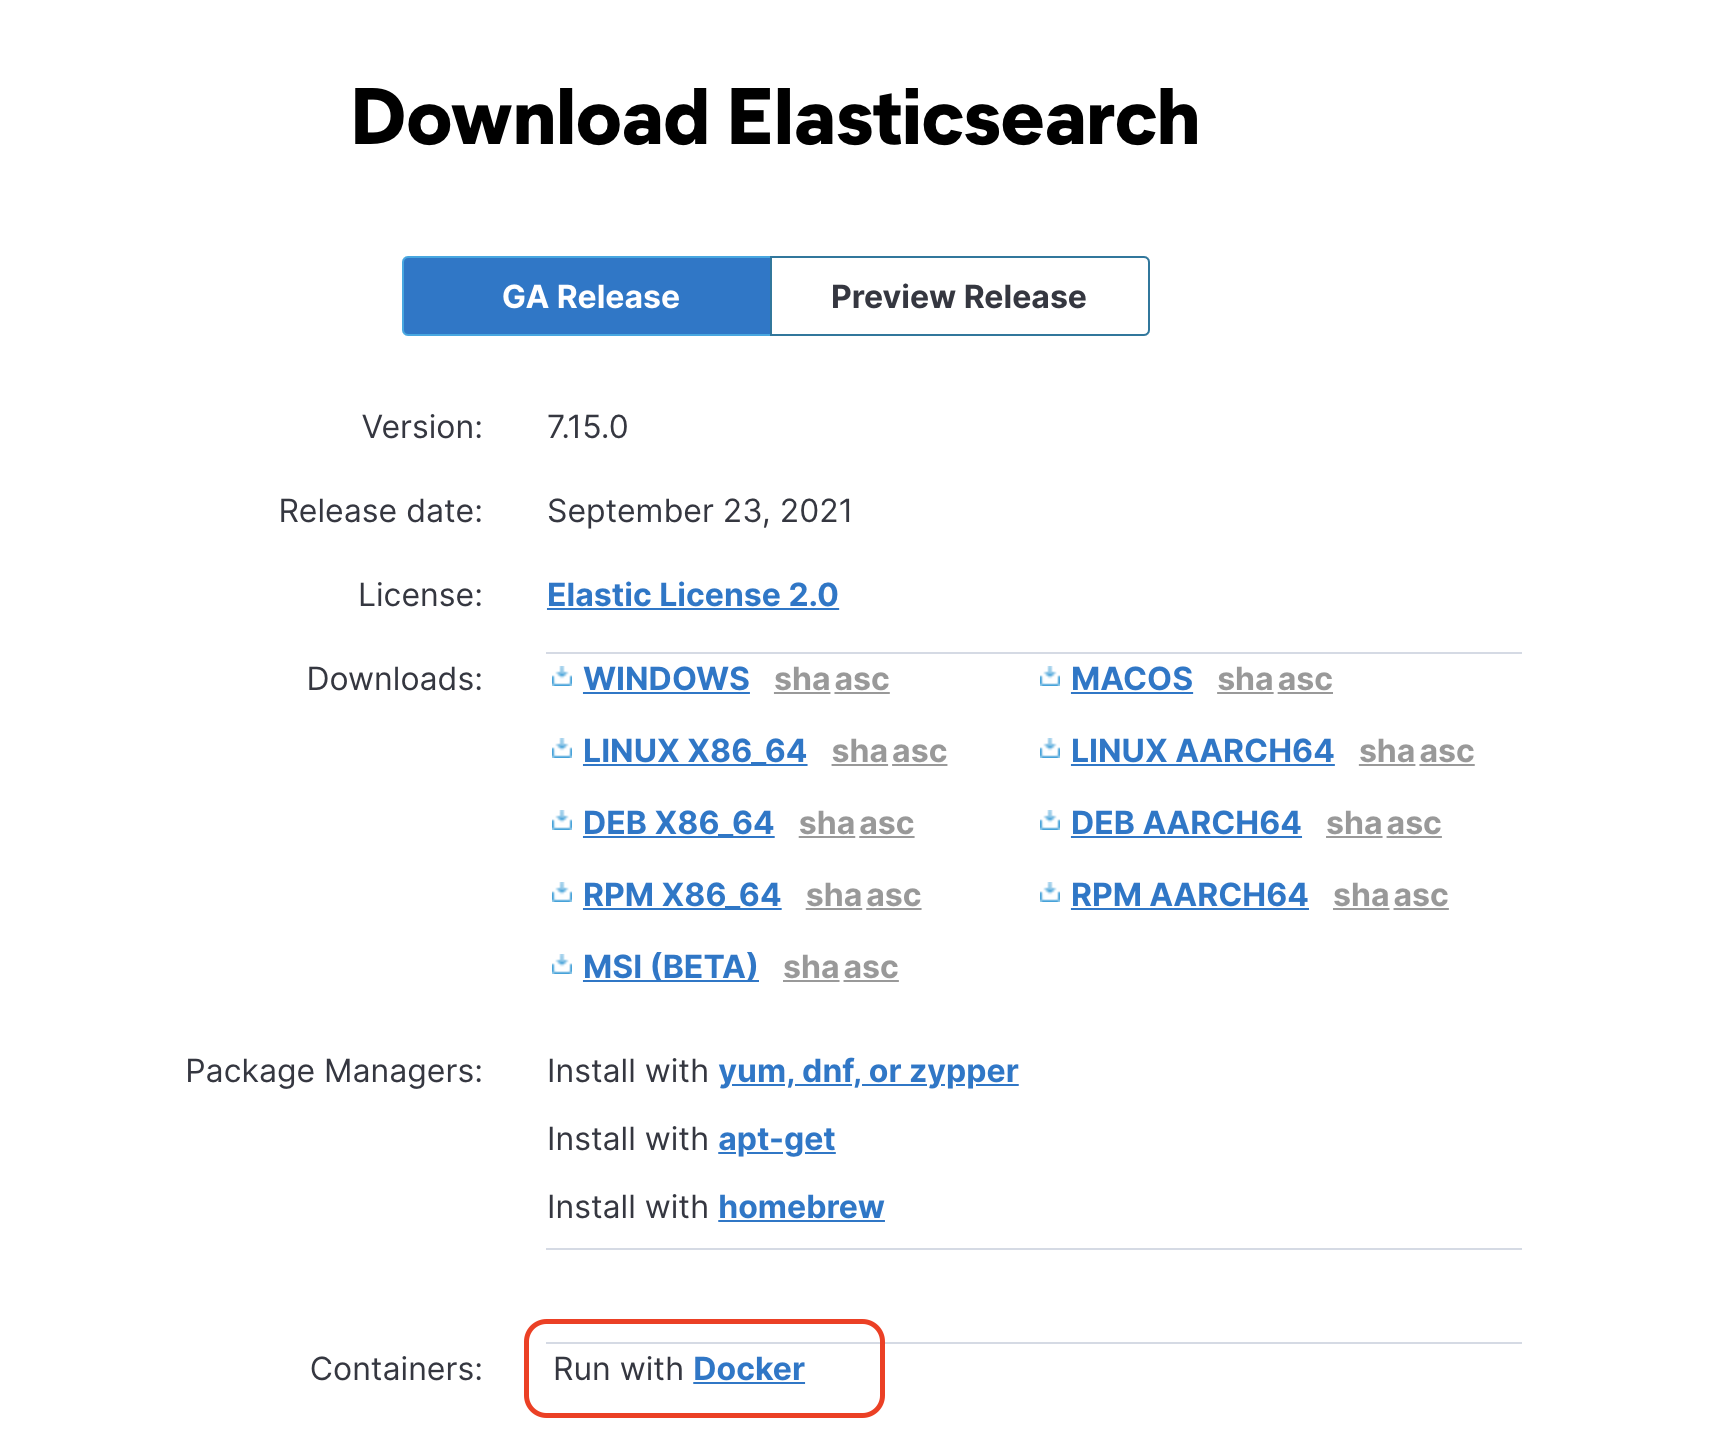 Download Elasticsearch
GA Release Preview Release
Version: 7.15.0
Release date: September 23, 2021
License: Elastic License 2.0
Downloads: WINDOWS sha asc MACOS sha asc
LINUX X86_64 sha asc LINUX AARCH64 sha asc
DEB X86_64 sha asc DEB AARCH64 sha asc
RPM X86_64 sha asc RPM AARCH64 sha asc
MSI (BETA) sha asc
Package Managers: Install with yum, dnf, or zypper
Install with apt-get
Install with homebrew
Containers: Run with Docker